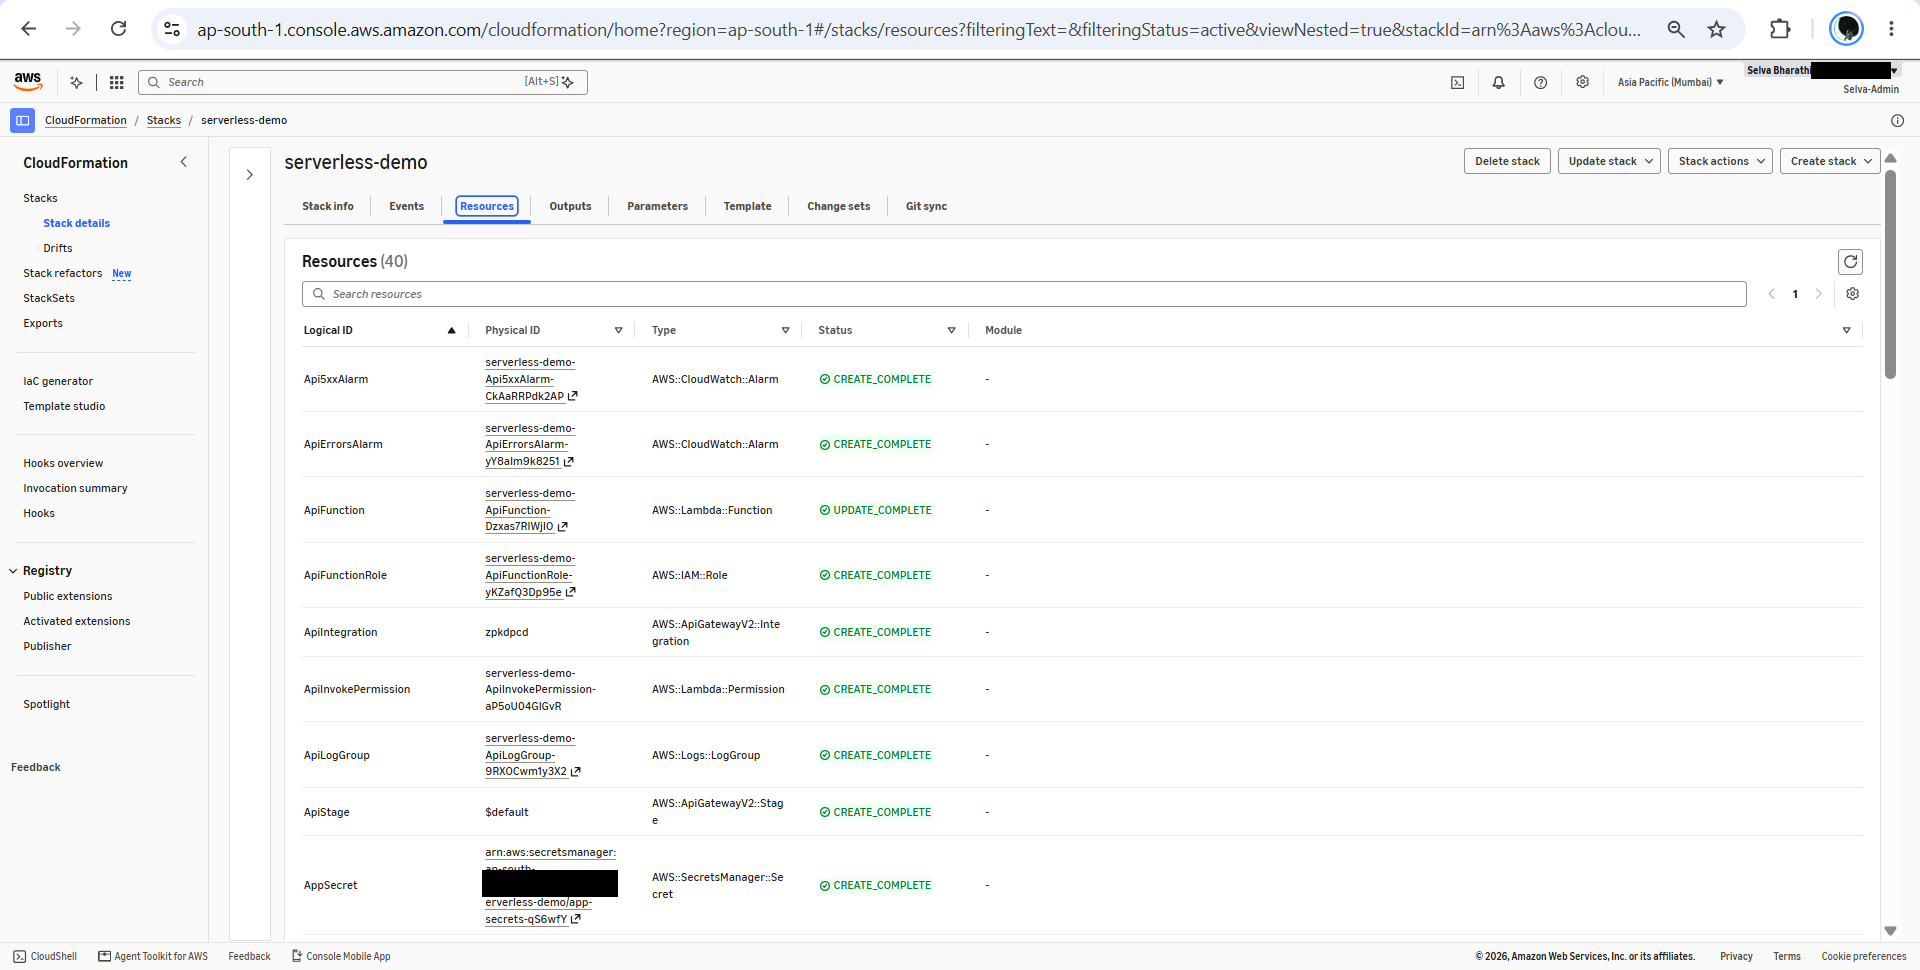 ap-south-1.console.aws.amazon.com/cloudformation/home?region=ap-south-1#/stacks/resources?filteringText=&filteringStatus=active&viewNested=true&stackId=arn%3Aaws%3Aclou...
aws
Search
[Alt+S]
Asia Pacific (Mumbai)
Selva Bharathi
Selva-Admin
CloudFormation / Stacks / serverless-demo
CloudFormation
Stacks
Stack details
Drifts
Stack refactors New
StackSets
Exports
IaC generator
Template studio
Hooks overview
Invocation summary
Hooks
Registry
Public extensions
Activated extensions
Publisher
Spotlight
Feedback
serverless-demo
Delete stack
Update stack
Stack actions
Create stack
Stack info
Events
Resources
Outputs
Parameters
Template
Change sets
Git sync
Resources (40)
Search resources
1
Logical ID
Physical ID
Type
Status
Module
Api5xxAlarm
serverless-demo-
Api5xxAlarm-
CkAaRRPdk2AP
AWS::CloudWatch::Alarm
CREATE_COMPLETE
-
ApiErrorsAlarm
serverless-demo-
ApiErrorsAlarm-
yY8aIm9k8251
AWS::CloudWatch::Alarm
CREATE_COMPLETE
-
ApiFunction
serverless-demo-
ApiFunction-
AWS::Lambda::Function
UPDATE_COMPLETE
-
ApiFunctionRole
serverless-demo-
ApiFunctionRole-
yKZafQ3Dp95e
AWS::IAM::Role
CREATE_COMPLETE
-
ApiIntegration
zpkdpcd
AWS::ApiGatewayV2::Inte
gration
CREATE_COMPLETE
-
ApiInvokePermission
serverless-demo-
ApiInvokePermission-
AWS::Lambda::Permission
CREATE_COMPLETE
-
ApiLogGroup
serverless-demo-
ApiLogGroup-
AWS::Logs::LogGroup
CREATE_COMPLETE
-
ApiStage
$default
AWS::ApiGatewayV2::Stag
e
CREATE_COMPLETE
-
AppSecret
arn:aws:secretsmanager:
ap-south-
erverless-demo/app-
secrets-qS6wfY
AWS::SecretsManager::Se
cret
CREATE_COMPLETE
-
CloudShell
Agent Toolkit for AWS
Feedback
Console Mobile App
© 2026, Amazon Web Services, Inc. or its affiliates.
Privacy
Terms
Cookie preferences